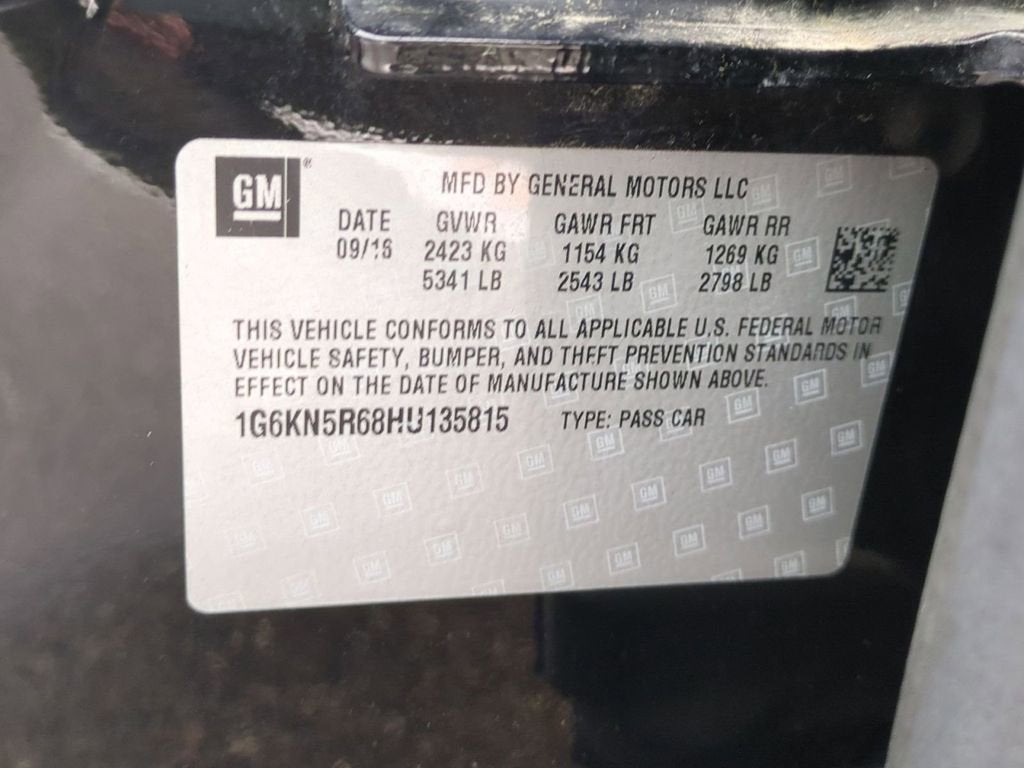 GM ®
MFD BY GENERAL MOTORS LLC
DATE GVWR GAWR FRT GAWR RR
09/16 2423 KG 1154 KG 1269 KG
5341 LB 2543 LB 2798 LB
THIS VEHICLE CONFORMS TO ALL APPLICABLE U.S. FEDERAL MOTOR
VEHICLE SAFETY, BUMPER, AND THEFT PREVENTION STANDARDS IN
EFFECT ON THE DATE OF MANUFACTURE SHOWN ABOVE.
1G6KN5R68HU135815 TYPE: PASS CAR